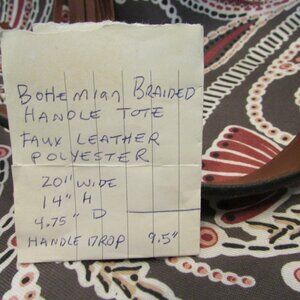 BOHEMIAN BRAIDED
HANDLE TOTE
FAUX LEATHER
POLYESTER
20" WIDE
14" H
4.75" D
HANDLE DROP 9.5"